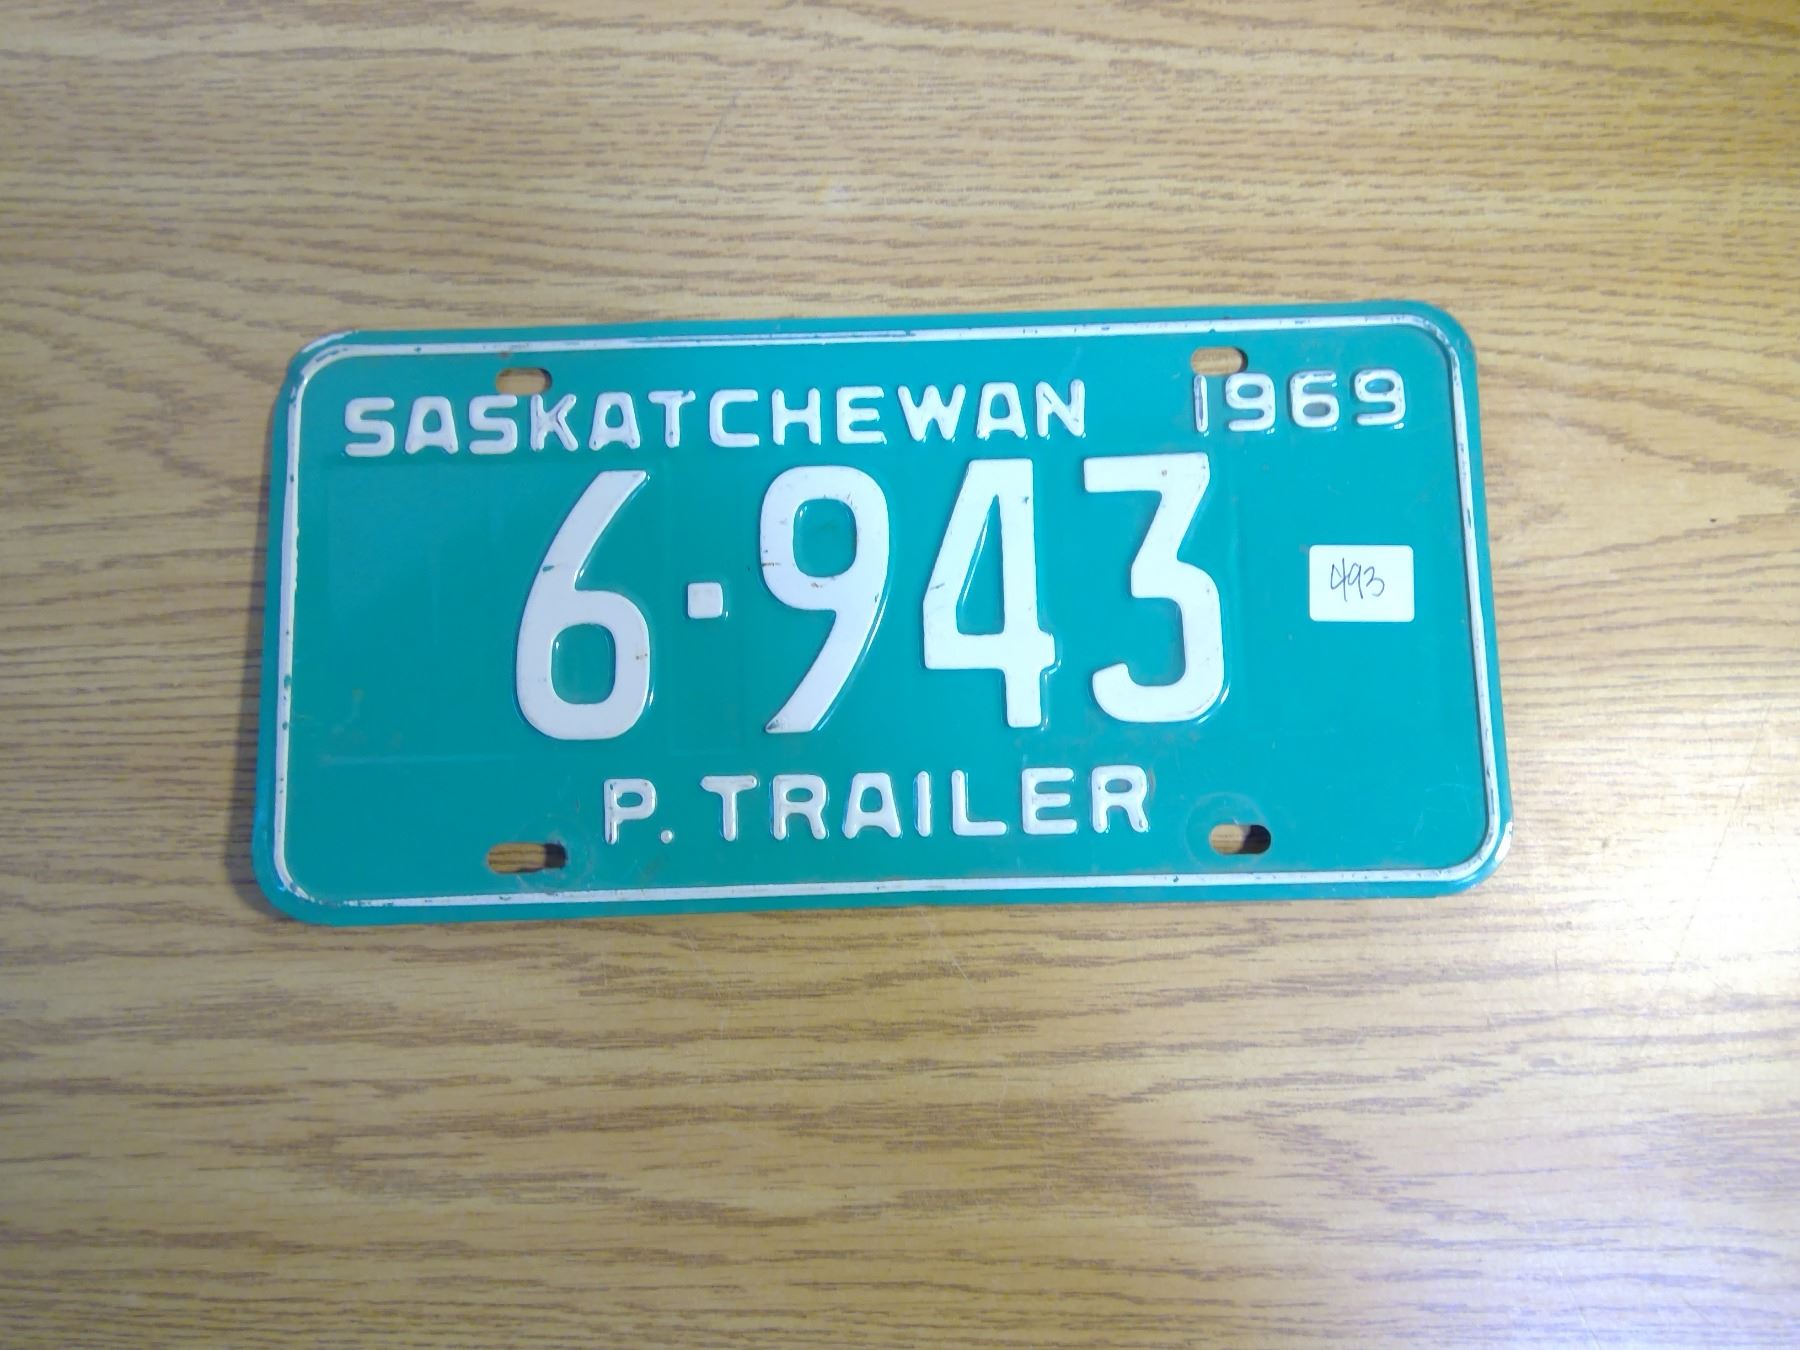 SASKATCHEWAN 1969
6·943
493
P. TRAILER